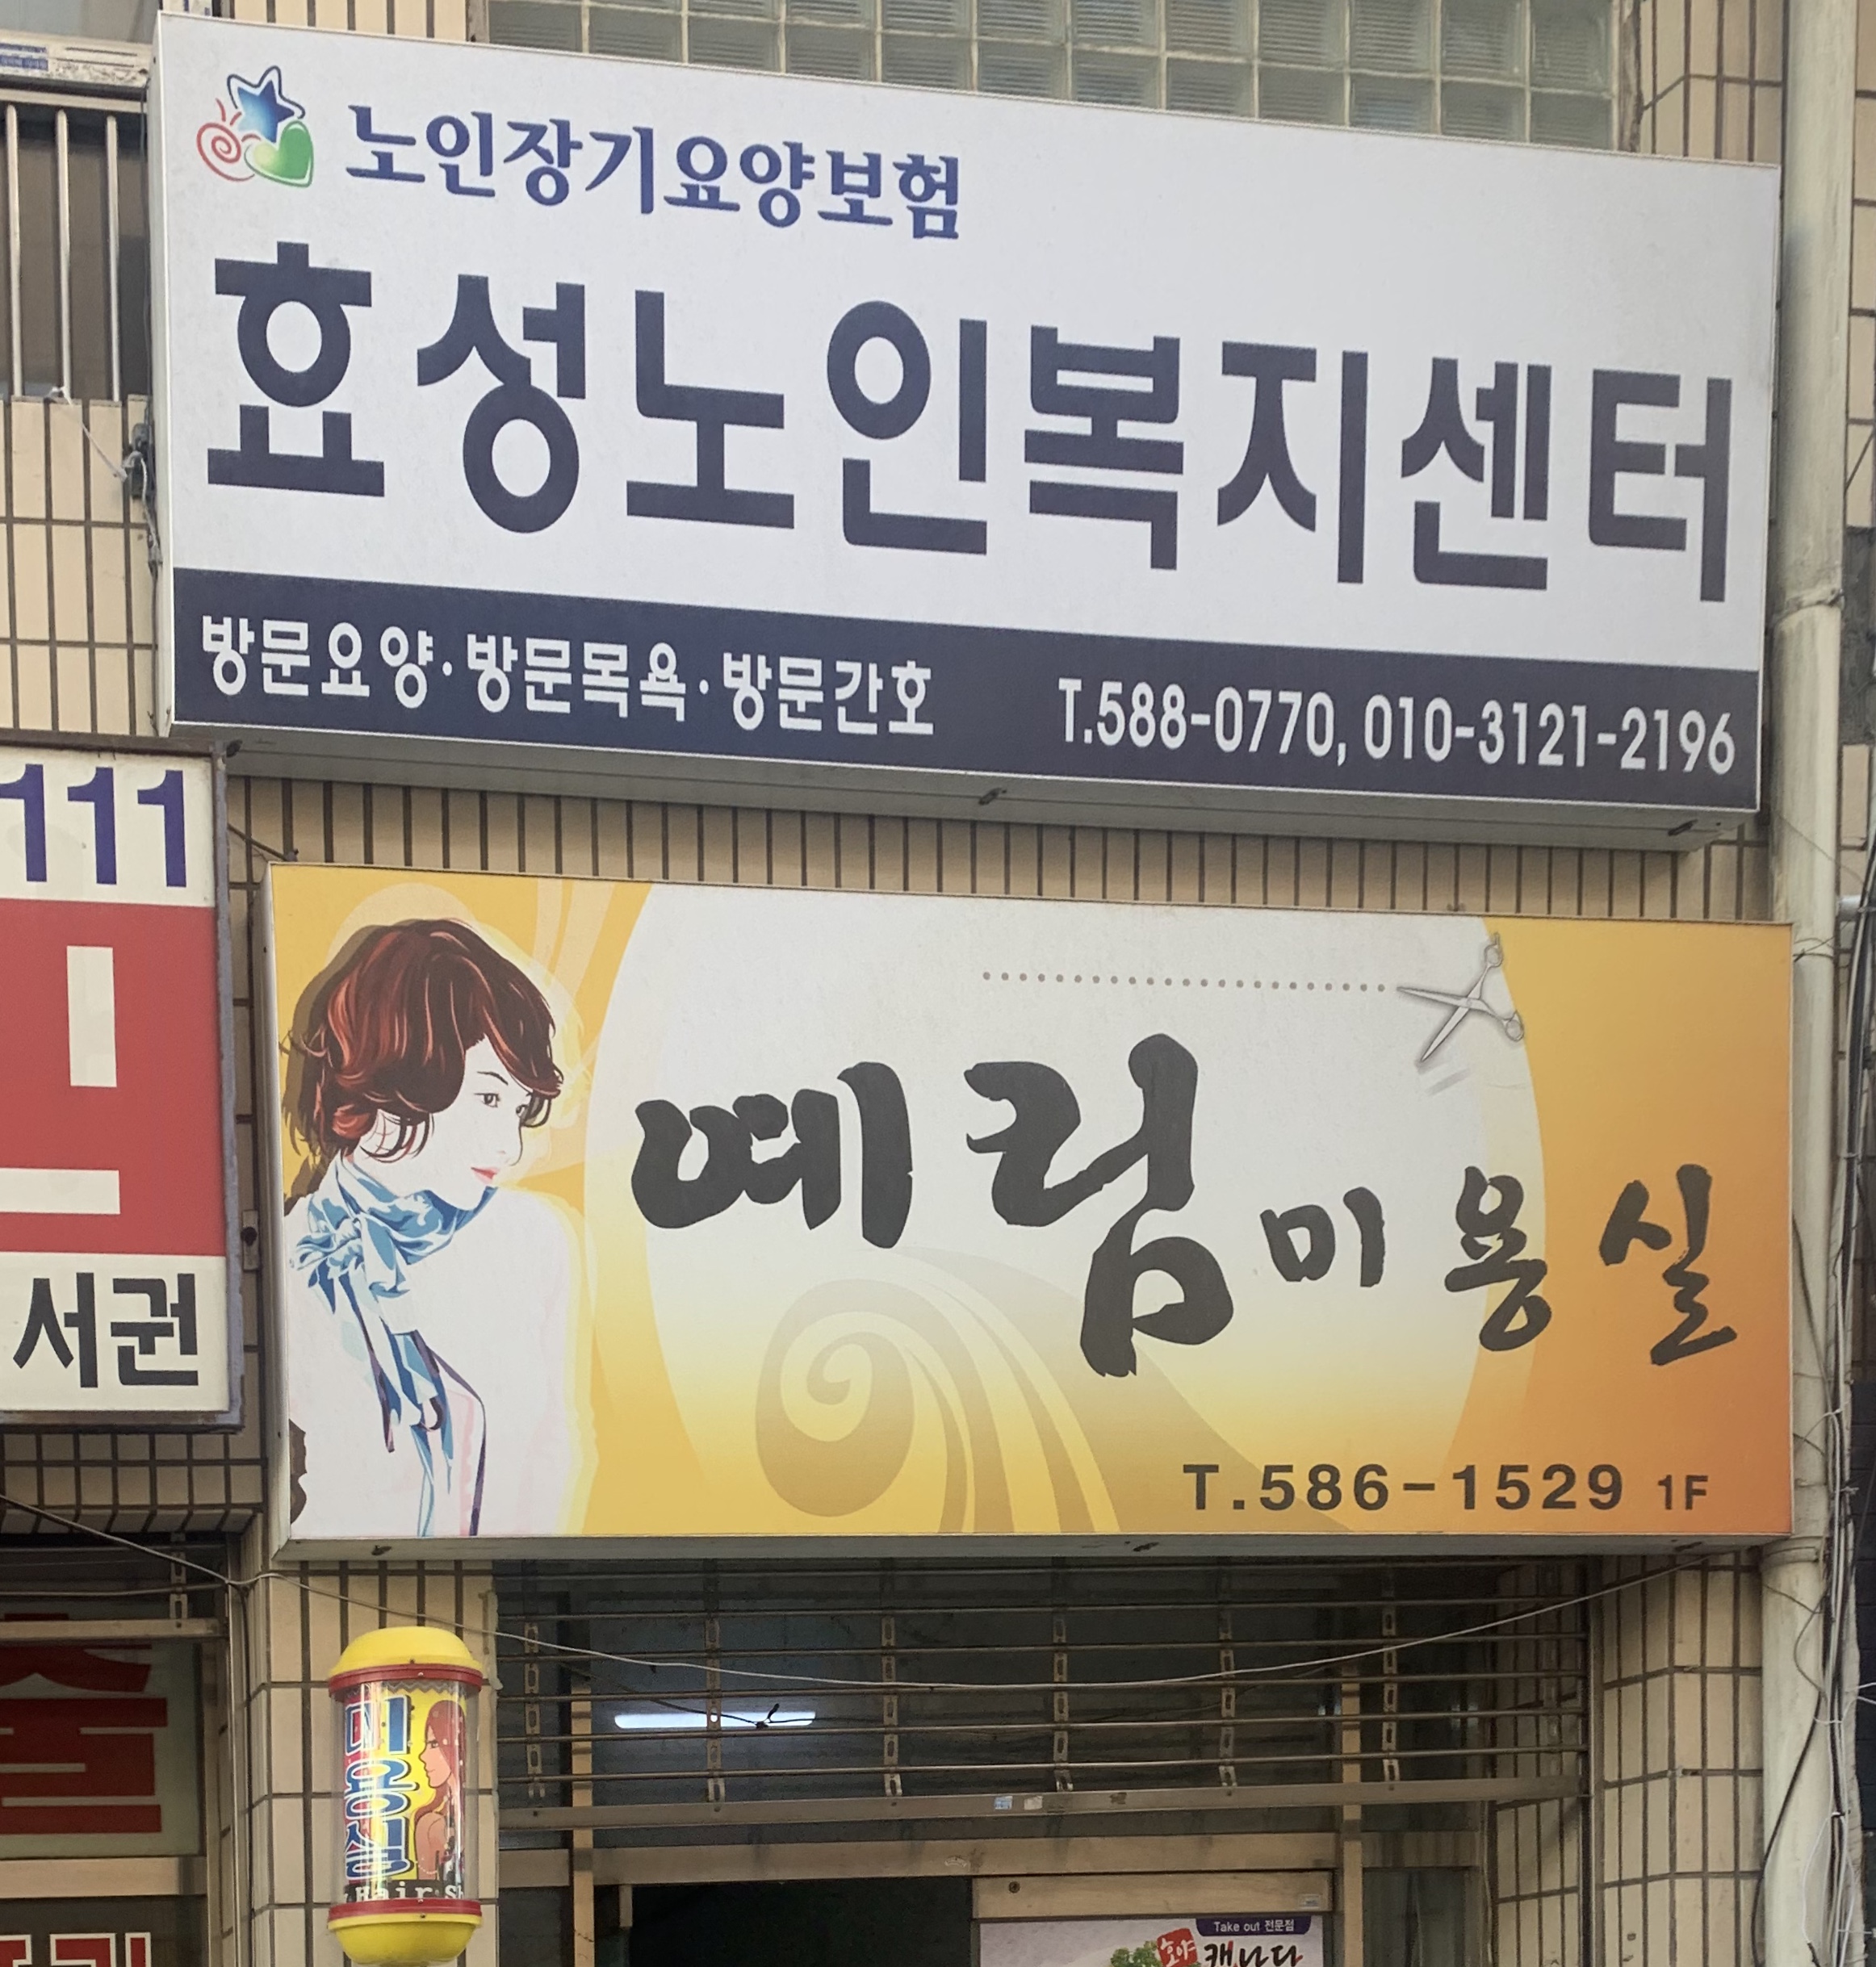 노인장기요양보험
효성노인복지센터
방문요양·방문목욕·방문간호 T.588-0770, 010-3121-2196
111
서권
예림미용실
T.586-1529 1F
미용실
Hair
Take out 전문점